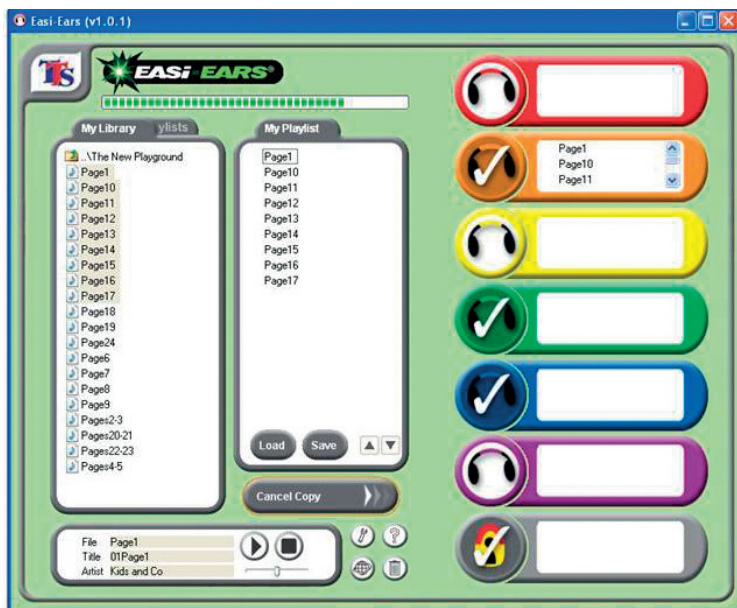 Easi-Ears (v1.0.1)
TTS
EASi-EARS®
My Library
ylists
..\The New Playground
Page1
Page10
Page11
Page12
Page13
Page14
Page15
Page16
Page17
Page18
Page19
Page24
Page6
Page7
Page8
Page9
Pages2-3
Pages20-21
Pages22-23
Pages4-5
My Playlist
Page1
Page10
Page11
Page12
Page13
Page14
Page15
Page16
Page17
Load
Save
Cancel Copy
File Page1
Title 01Page1
Artist Kids and Co
?
Page1
Page10
Page11